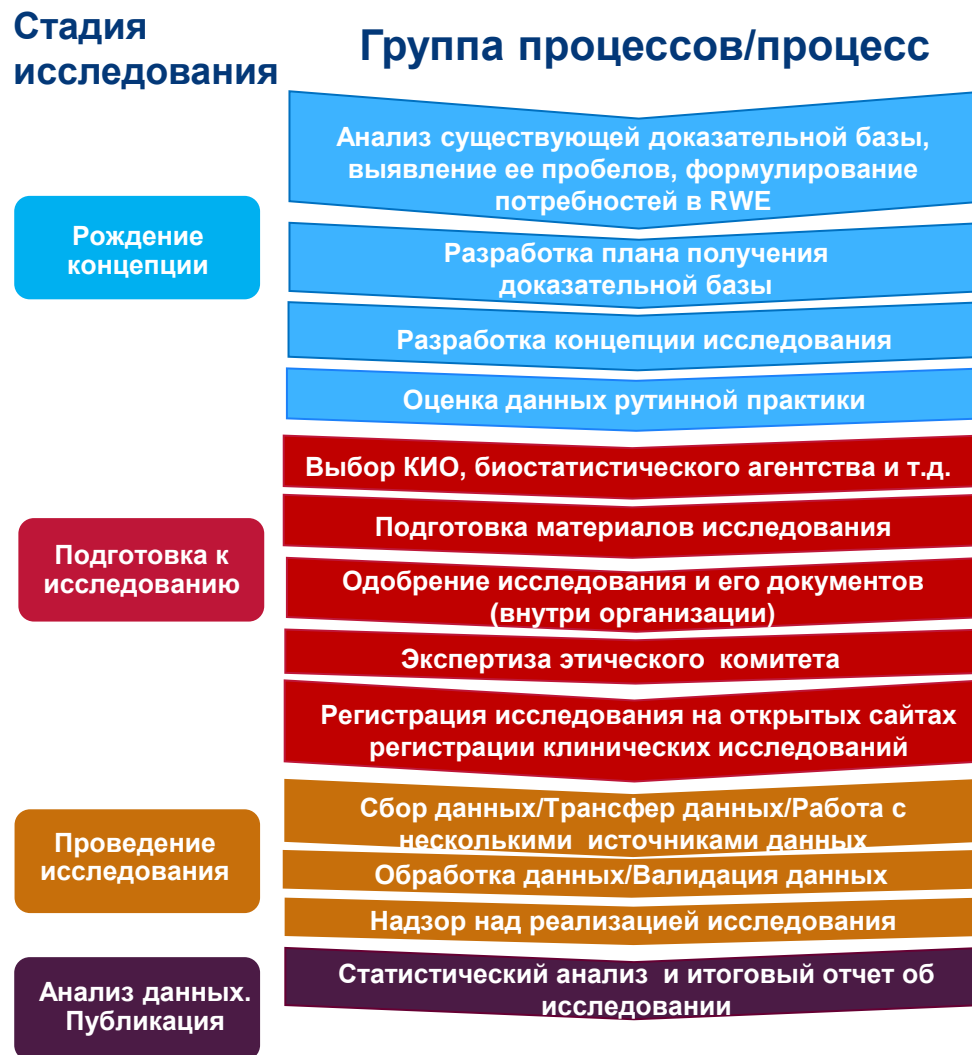 Стадия
исследования
Группа процессов/процесс
Рождение
концепции
Анализ существующей доказательной базы,
выявление ее пробелов, формулирование
потребностей в RWE
Разработка плана получения
доказательной базы
Разработка концепции исследования
Оценка данных рутинной практики
Подготовка к
исследованию
Выбор КИО, биостатистического агентства и т.д.
Подготовка материалов исследования
Одобрение исследования и его документов
(внутри организации)
Экспертиза этического  комитета
Регистрация исследования на открытых сайтах
регистрации клинических исследований
Проведение
исследования
Сбор данных/Трансфер данных/Работа с
несколькими  источниками данных
Обработка данных/Валидация данных
Надзор над реализацией исследования
Анализ данных.
Публикация
Статистический анализ  и итоговый отчет об
исследовании